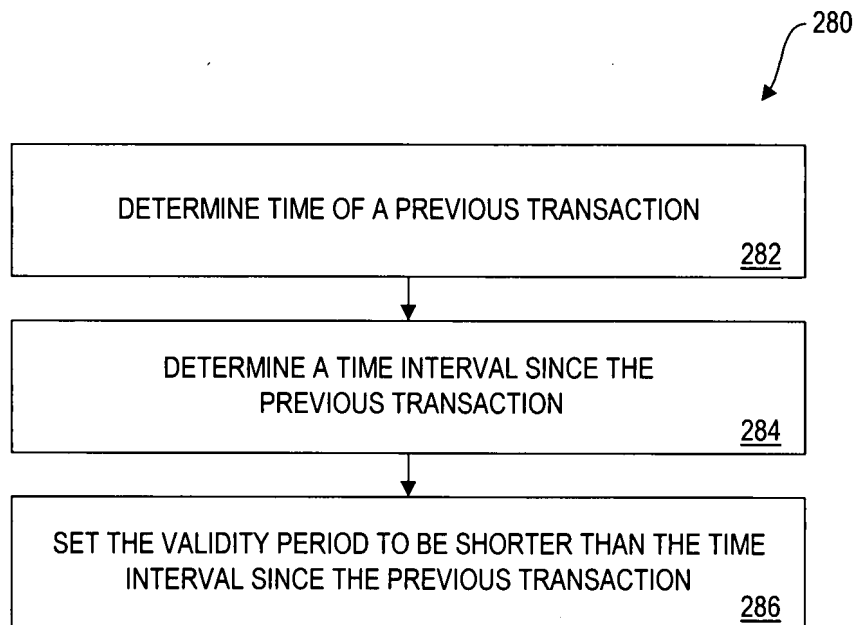 280
DETERMINE TIME OF A PREVIOUS TRANSACTION
282
DETERMINE A TIME INTERVAL SINCE THE
PREVIOUS TRANSACTION
284
SET THE VALIDITY PERIOD TO BE SHORTER THAN THE TIME
INTERVAL SINCE THE PREVIOUS TRANSACTION
286